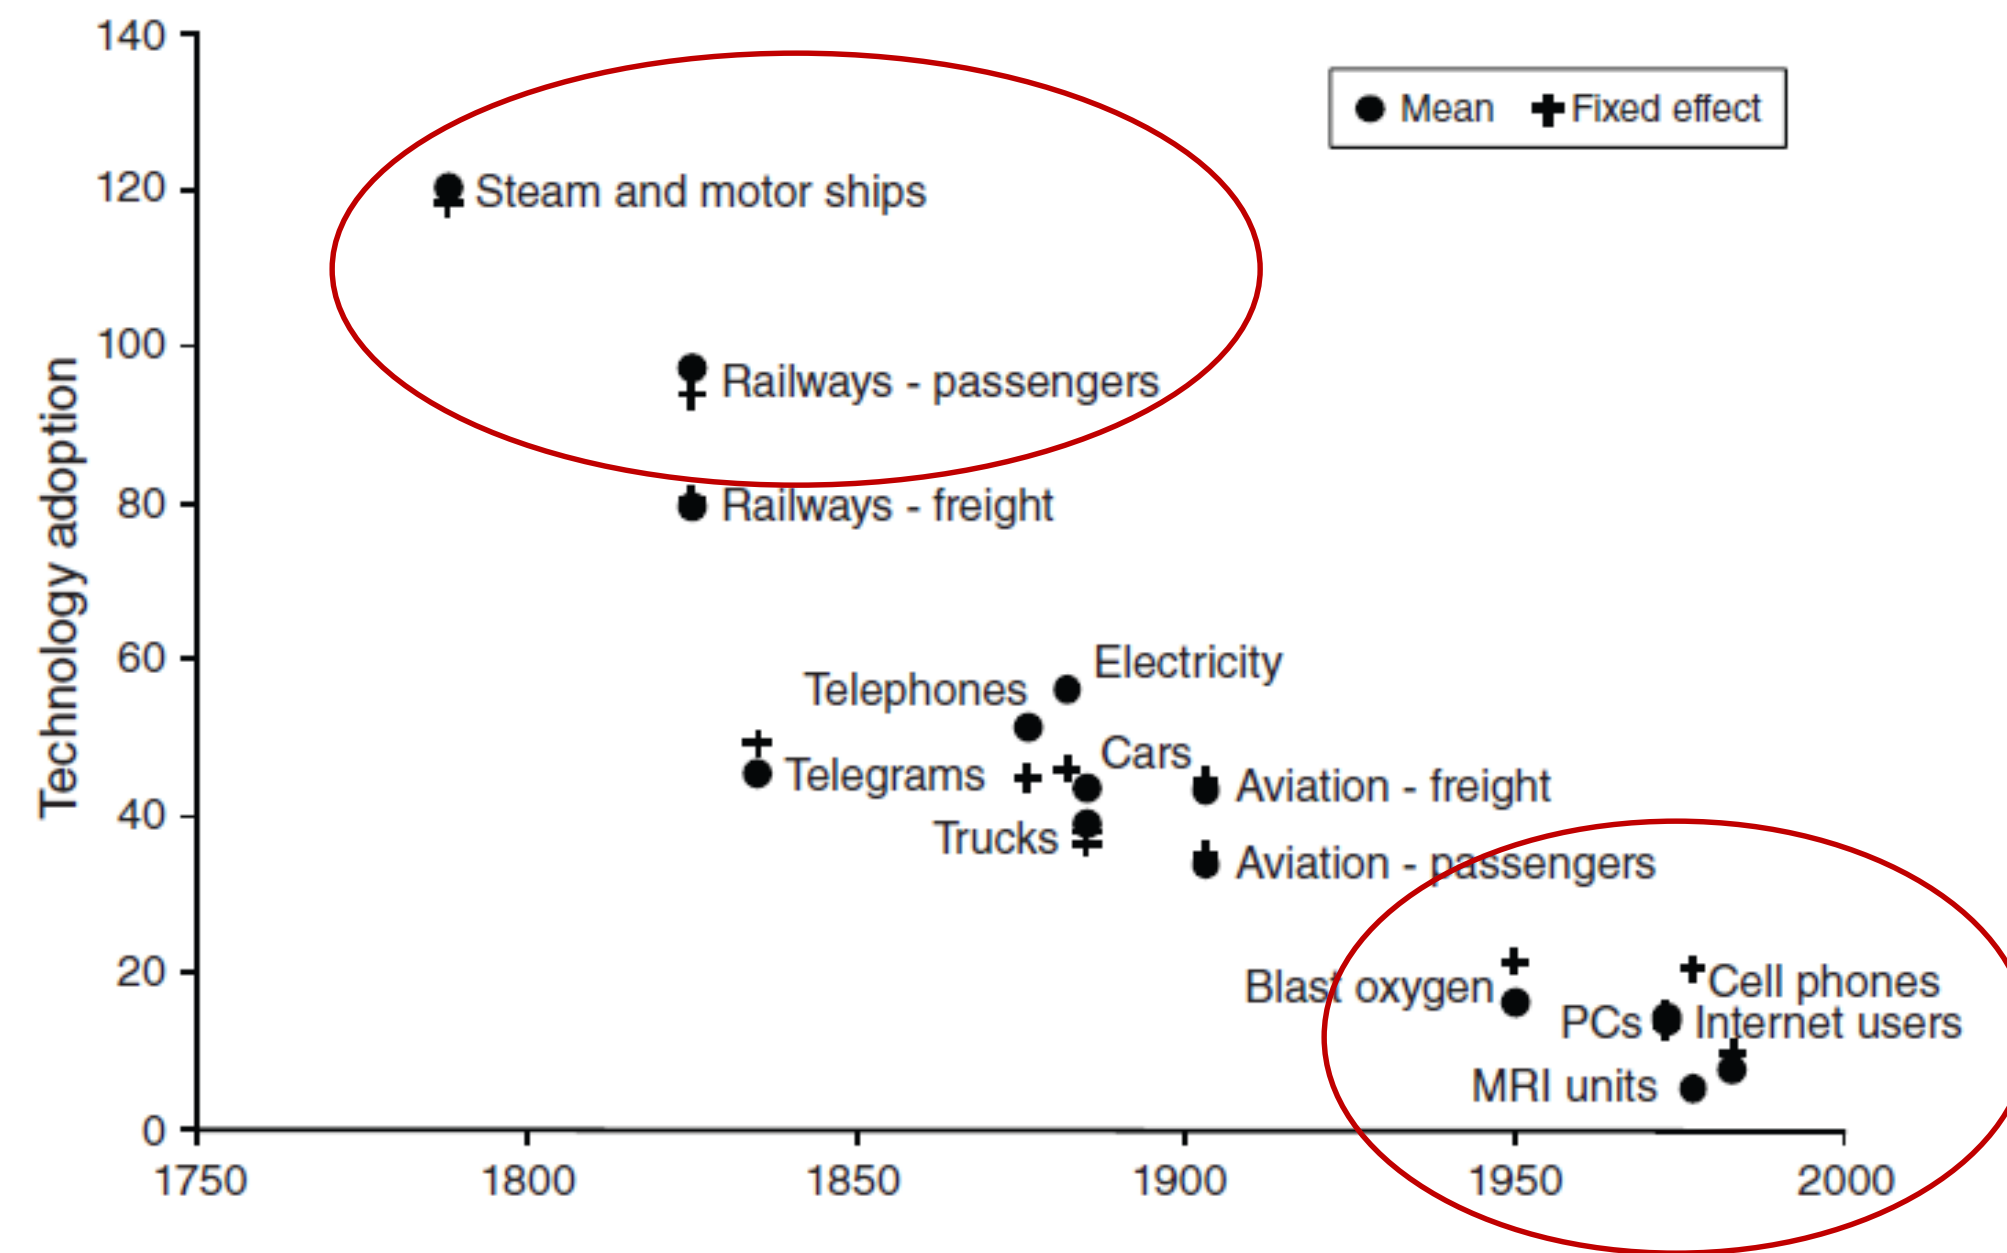 140
Mean Fixed effect
120
Steam and motor ships
100
Railways - passengers
80
Railways - freight
Technology adoption
60
Electricity
Telephones
Cars
Telegrams
Aviation - freight
40
Trucks
Aviation - passengers
20
Blast oxygen
Cell phones
PCs
Internet users
MRI units
0
1750 1800 1850 1900 1950 2000